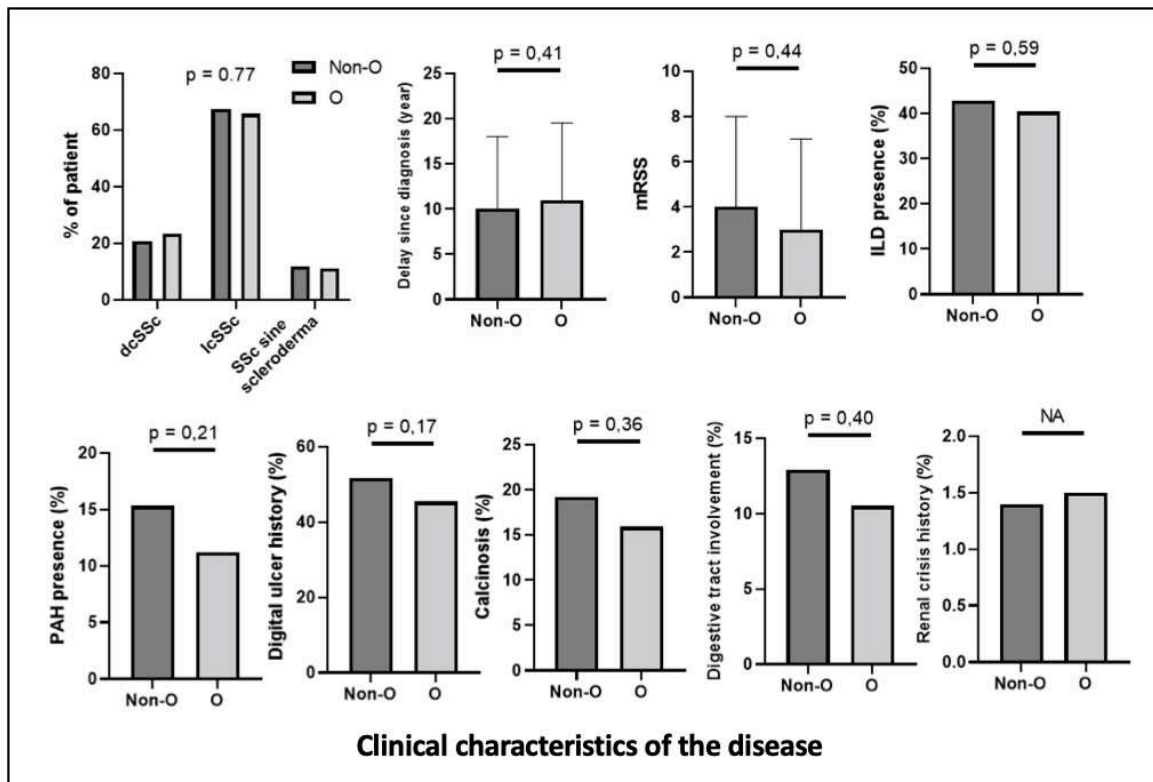 p = 0.77
Non-O
O
% of patient
80
60
40
20
0
dcSSc
lcSSc
SSc sine
scleroderma
p = 0,41
Delay since diagnosis (year)
25
20
15
10
5
0
Non-O
O
p = 0,44
mRSS
10
8
6
4
2
0
Non-O
O
p = 0,59
ILD presence (%)
50
40
30
20
10
0
Non-O
O
p = 0,21
PAH presence (%)
20
15
10
5
0
Non-O
O
p = 0,17
Digital ulcer history (%)
60
40
20
0
Non-O
O
p = 0,36
Calcinosis (%)
25
20
15
10
5
0
Non-O
O
p = 0,40
Digestive tract involvement (%)
15
10
5
0
Non-O
O
NA
Renal crisis history (%)
2.0
1.5
1.0
0.5
0.0
Non-O
O
Clinical characteristics of the disease